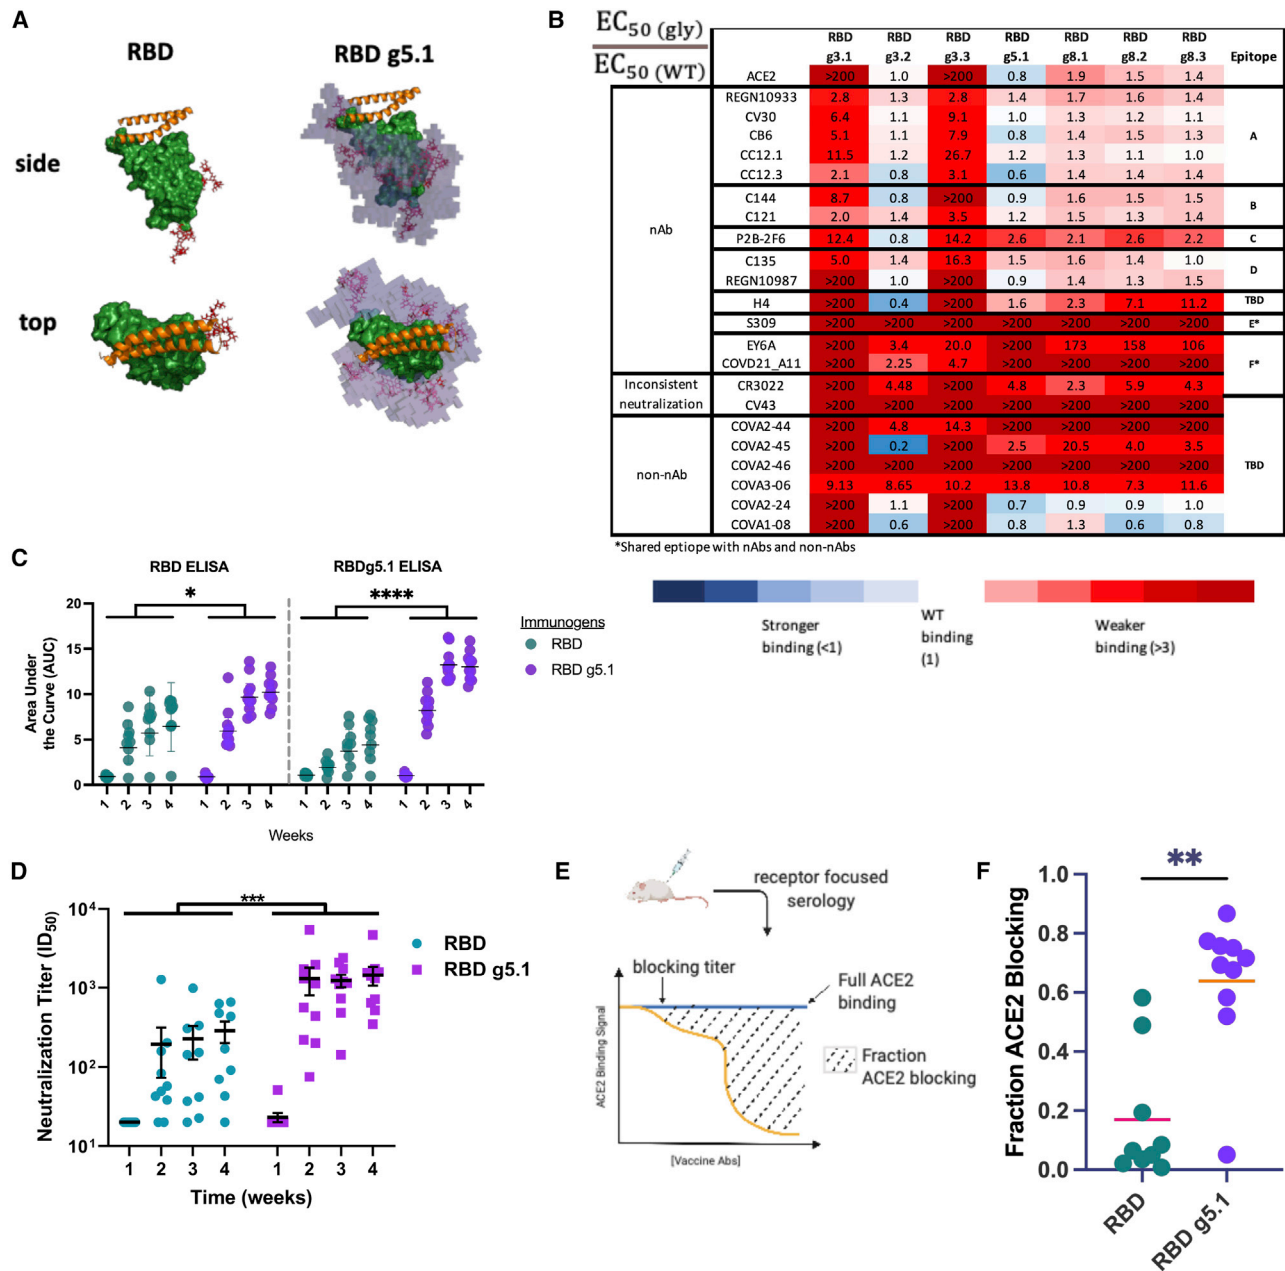 A
RBD
RBD g5.1
side
top
B
EC50 (gly)
EC50 (WT)
RBD g3.1 RBD g3.2 RBD g3.3 RBD g5.1 RBD g8.1 RBD g8.2 RBD g8.3 Epitope
ACE2 >200 1.0 >200 0.8 1.9 1.5 1.4
nAb
REGN10933 2.8 1.3 2.8 1.4 1.7 1.6 1.4
CV30 6.4 1.1 9.1 1.0 1.3 1.2 1.1
CB6 5.1 1.1 7.9 0.8 1.4 1.5 1.3 A
CC12.1 11.5 1.2 26.7 1.2 1.3 1.1 1.0
CC12.3 2.1 0.8 3.1 0.6 1.4 1.4 1.4
C144 8.7 0.8 >200 0.9 1.6 1.5 1.5 B
C121 2.0 1.4 3.5 1.2 1.5 1.3 1.4
P2B-2F6 12.4 0.8 14.2 2.6 2.1 2.6 2.2 C
C135 5.0 1.4 16.3 1.5 1.6 1.4 1.0 D
REGN10987 >200 1.0 >200 0.9 1.4 1.3 1.5
H4 >200 0.4 >200 1.6 2.3 7.1 11.2 TBD
S309 >200 >200 >200 >200 >200 >200 >200 E*
EY6A >200 3.4 20.0 >200 173 158 106 F*
COVD21_A11 >200 2.25 4.7 >200 >200 >200 >200
Inconsistent neutralization
CR3022 >200 4.48 >200 4.8 2.3 5.9 4.3
CV43 >200 >200 >200 >200 >200 >200 >200
non-nAb
COVA2-44 >200 4.8 14.3 >200 >200 >200 >200
COVA2-45 >200 0.2 >200 2.5 20.5 4.0 3.5
COVA2-46 >200 >200 >200 >200 >200 >200 >200 TBD
COVA3-06 9.13 8.65 10.2 13.8 10.8 7.3 11.6
COVA2-24 >200 1.1 >200 0.7 0.9 0.9 1.0
COVA1-08 >200 0.6 >200 0.8 1.3 0.6 0.8
*Shared eptiope with nAbs and non-nAbs
Stronger
binding (<1)
WT
binding
(1)
Weaker
binding (>3)
C
RBD ELISA
RBDg5.1 ELISA
*
****
Area Under
the Curve (AUC)
20
15
10
5
0
1 2 3 4 1 2 3 4 1 2 3 4 1 2 3 4
Weeks
Immunogens
RBD
RBD g5.1
D
***
Neutralization Titer (ID50)
10^4
10^3
10^2
10^1
1 2 3 4 1 2 3 4
Time (weeks)
RBD
RBD g5.1
E
receptor focused
serology
blocking titer
Full ACE2
binding
Fraction
ACE2 blocking
ACE2 Binding Signal
[Vaccine Abs]
F
**
Fraction ACE2 Blocking
1.0
0.8
0.6
0.4
0.2
0.0
RBD
RBD g5.1